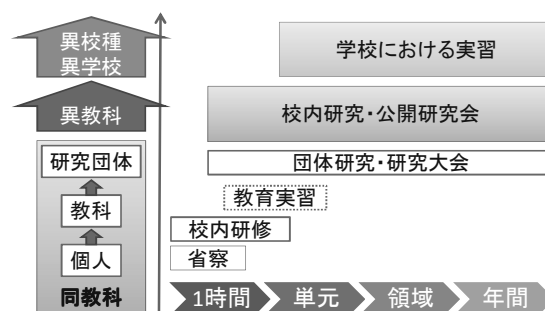 異校種
異学校
学校における実習
異教科
校内研究・公開研究会
研究団体
団体研究・研究大会
教育実習
教科
校内研修
個人
省察
同教科
1時間
単元
領域
年間